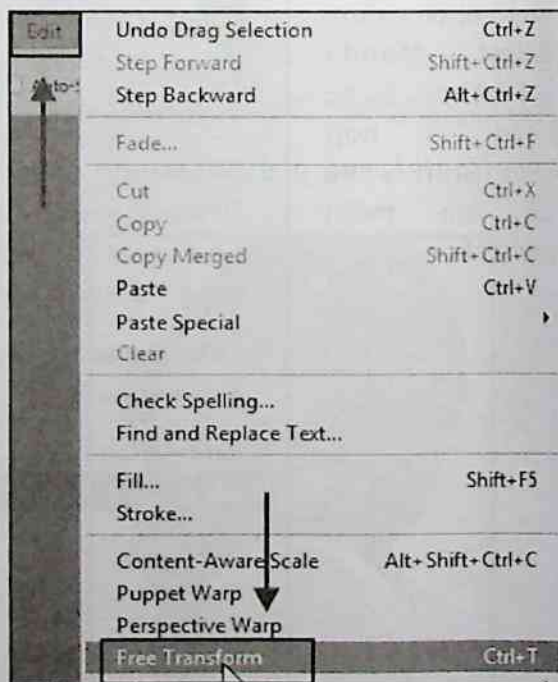 Edit
Undo Drag Selection Ctrl+Z
Step Forward Shift+Ctrl+Z
Step Backward Alt+Ctrl+Z
Fade... Shift+Ctrl+F
Cut Ctrl+X
Copy Ctrl+C
Copy Merged Shift+Ctrl+C
Paste Ctrl+V
Paste Special
Clear
Check Spelling...
Find and Replace Text...
Fill... Shift+F5
Stroke...
Content-Aware Scale Alt+Shift+Ctrl+C
Puppet Warp
Perspective Warp
Free Transform Ctrl+T